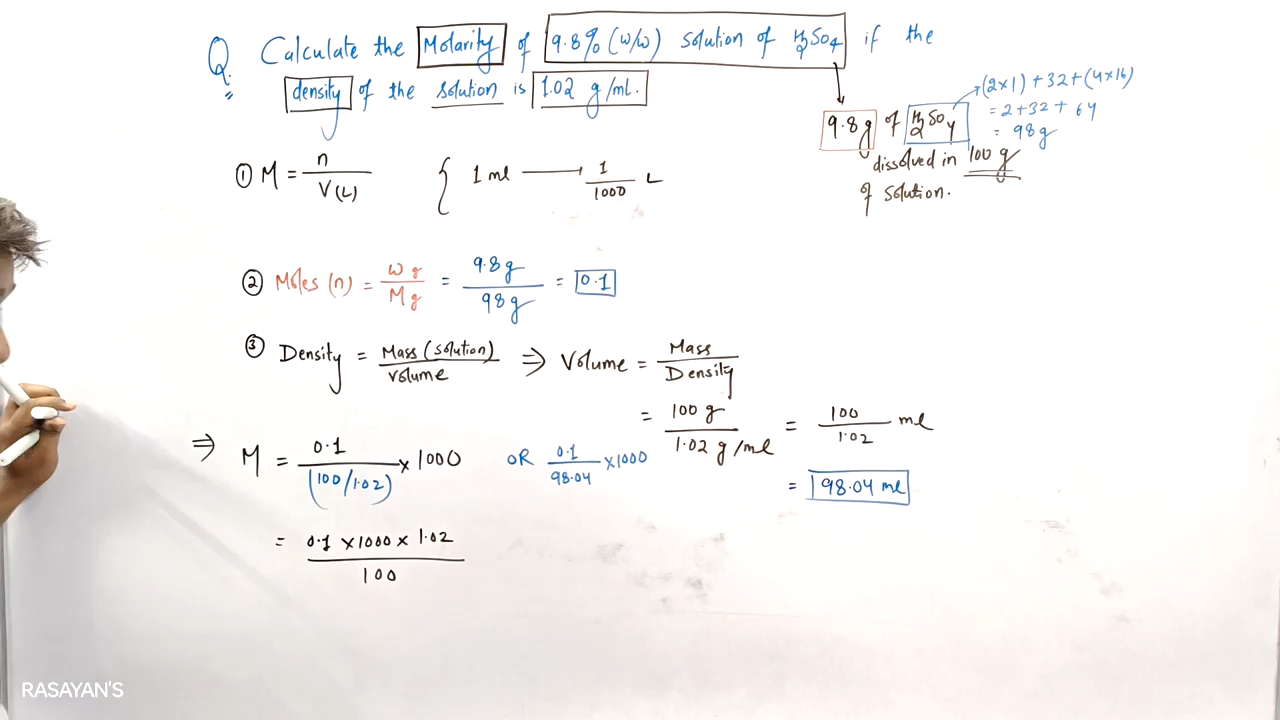 Q. Calculate the Molarity of 9.8% (w/w) solution of H2SO4 if the
density of the solution is 1.02 g/ml.
9.8g of H2SO4
dissolved in 100 g
of solution.
(2×1) + 32 + (4×16)
= 2 + 32 + 64
= 98g
① M = n / V(L) { 1 ml ⟶ 1/1000 L
② Moles (n) = W g / M g = 9.8g / 98g = 0.1
③ Density = Mass (solution) / Volume ⇒ Volume = Mass / Density
= 100 g / 1.02 g/ml = 100 / 1.02 ml
= 98.04 ml
⇒ M = 0.1 / (100/1.02) × 1000 OR 0.1 / 98.04 × 1000
= 0.1 × 1000 × 1.02 / 100
RASAYAN'S